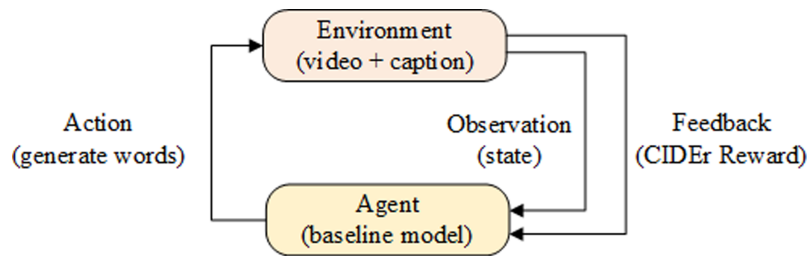 Environment
(video + caption)
Action
(generate words)
Observation
(state)
Feedback
(CIDEr Reward)
Agent
(baseline model)